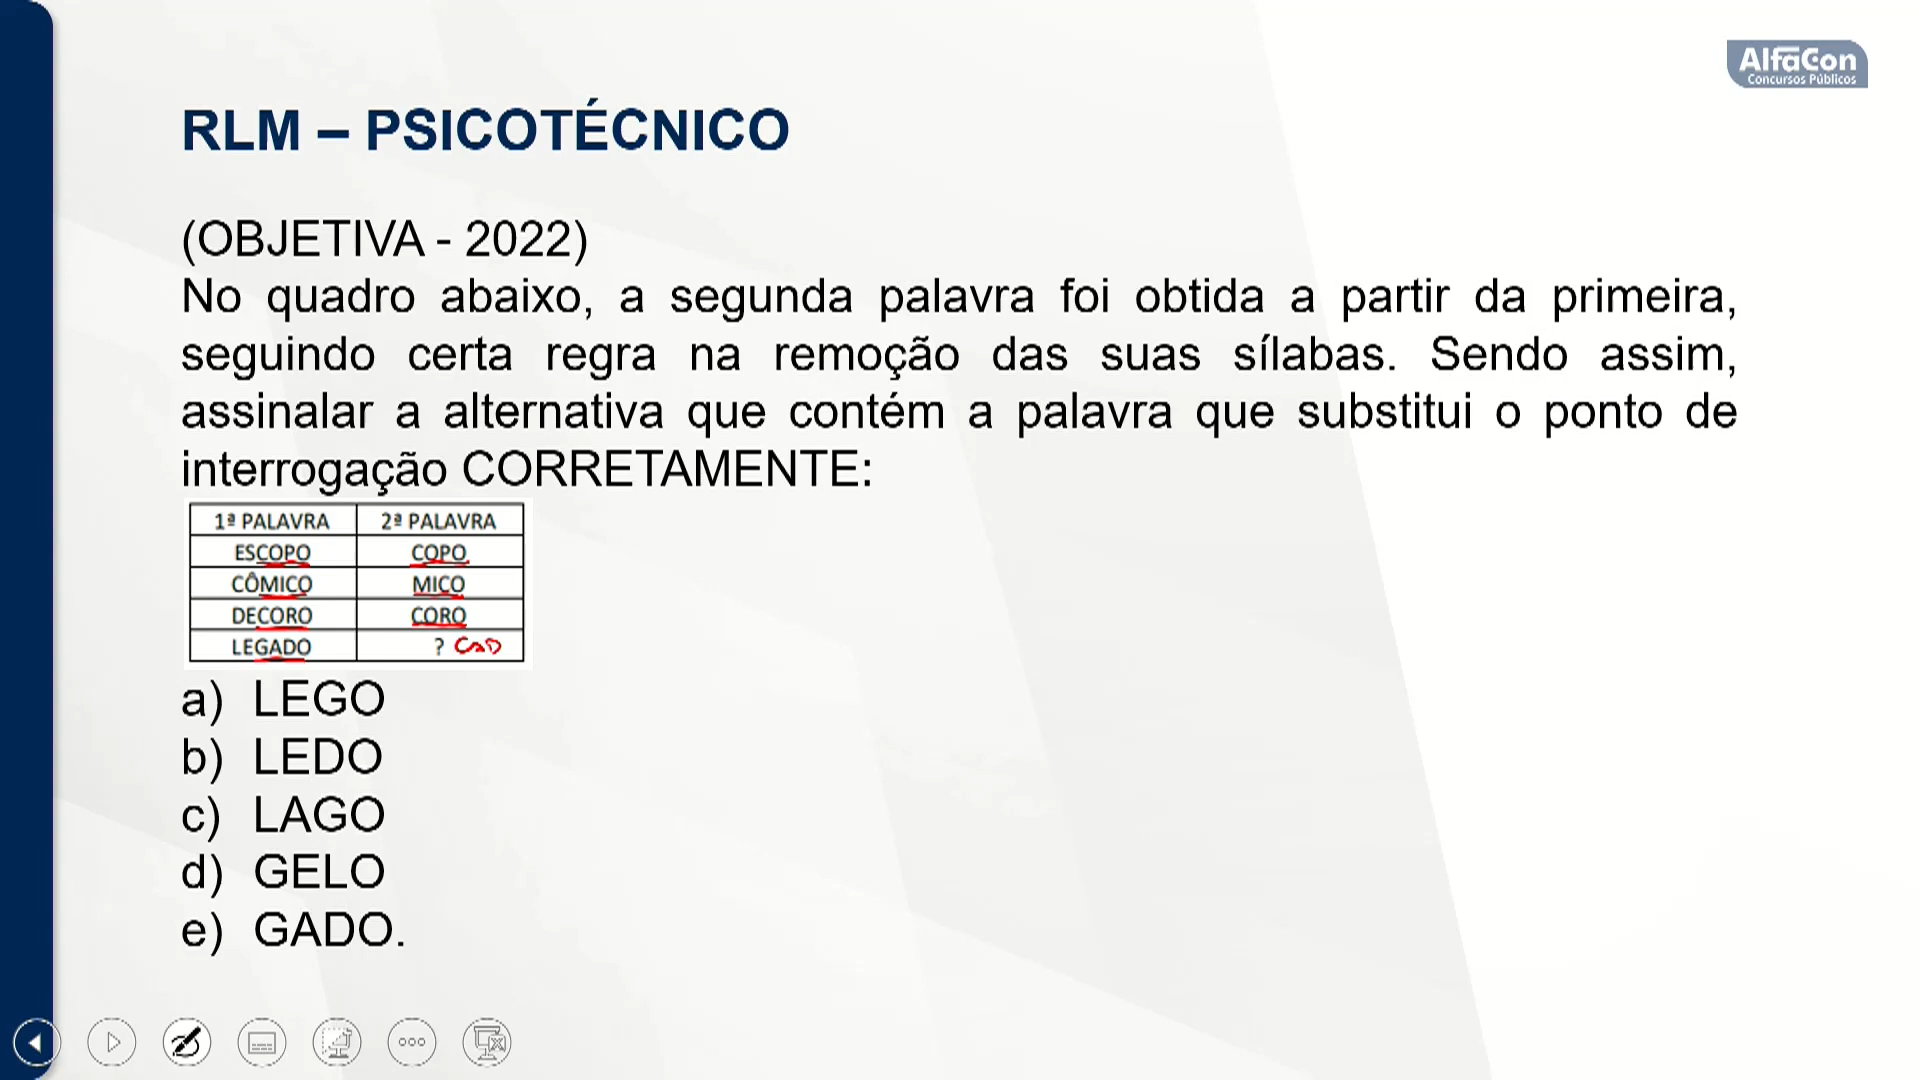 AlfaCon
Concursos Públicos
RLM – PSICOTÉCNICO
(OBJETIVA - 2022)
No quadro abaixo, a segunda palavra foi obtida a partir da primeira,
seguindo certa regra na remoção das suas sílabas. Sendo assim,
assinalar a alternativa que contém a palavra que substitui o ponto de
interrogação CORRETAMENTE:
1ª PALAVRA 2ª PALAVRA
ESCOPO COPO
CÔMICO MICO
DECORO CORO
LEGADO ?
a) LEGO
b) LEDO
c) LAGO
d) GELO
e) GADO.